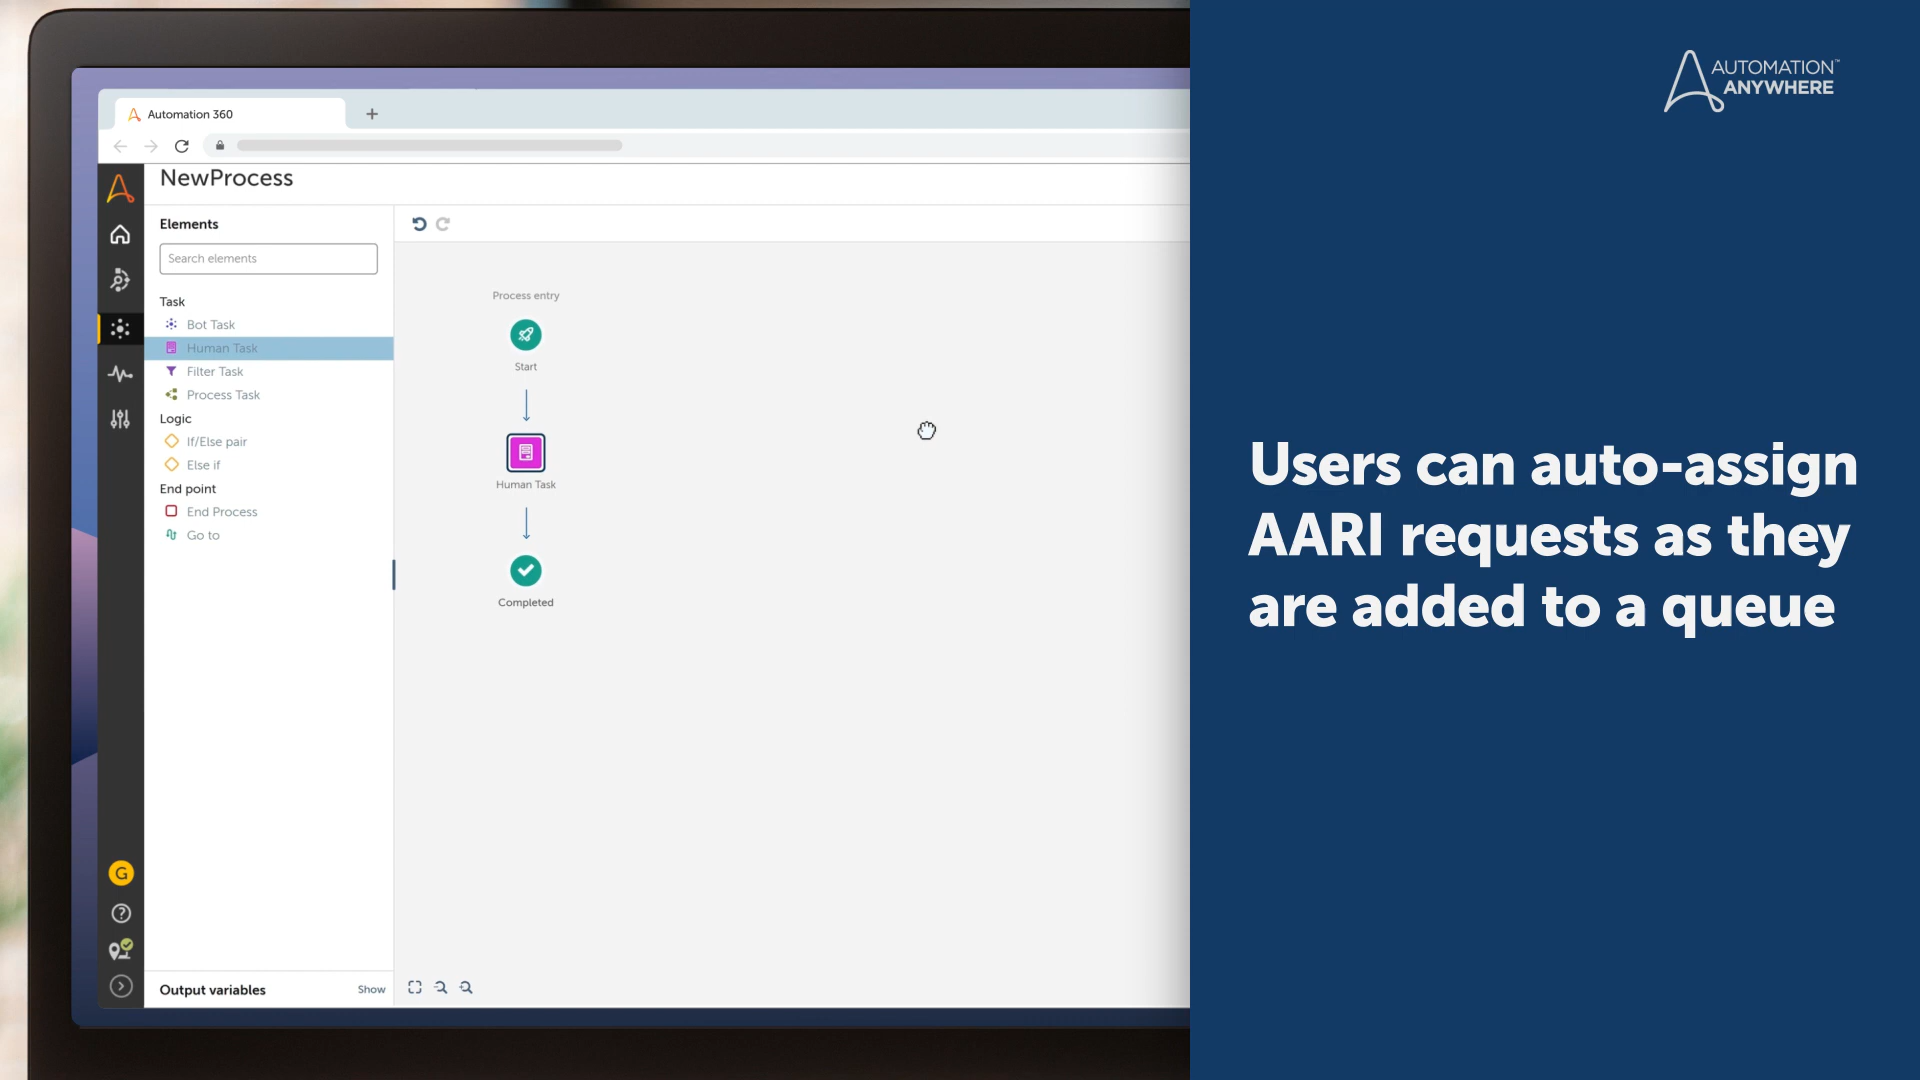 Automation 360
NewProcess
Elements
Search elements
Task
Bot Task
Human Task
Filter Task
Process Task
Logic
If/Else pair
Else if
End point
End Process
Go to
G
Output variables
Show
Process entry
Start
Human Task
Completed
AUTOMATION™
ANYWHERE
Users can auto-assign
AARI requests as they
are added to a queue